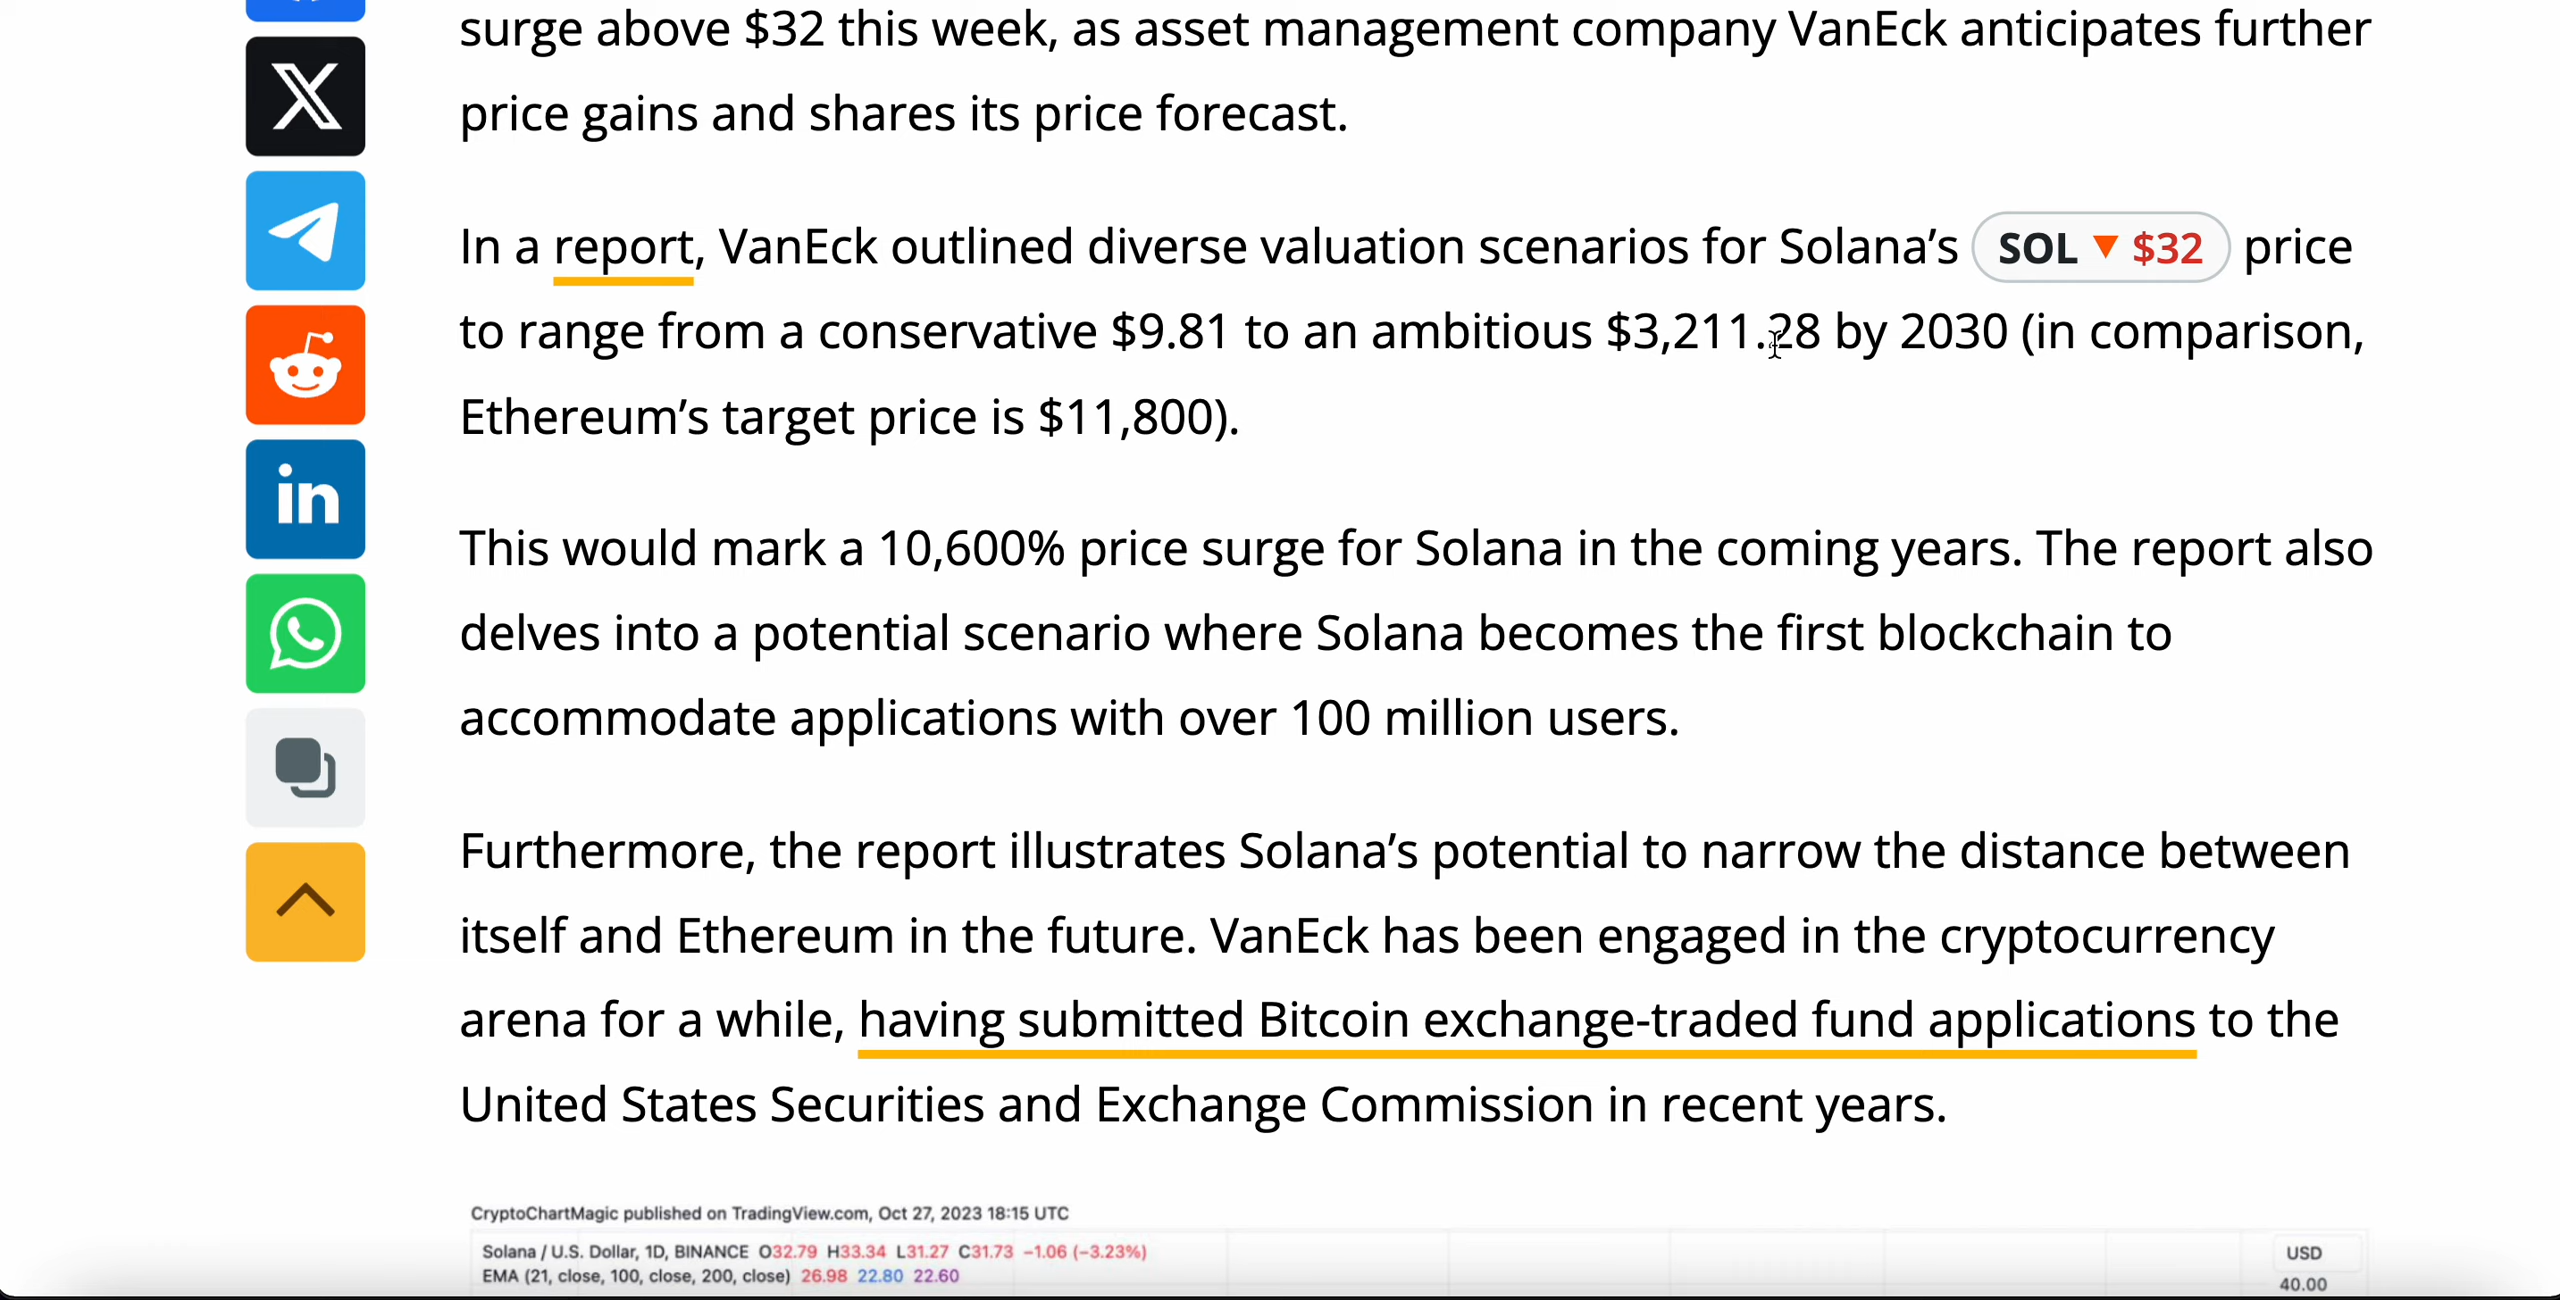 surge above $32 this week, as asset management company VanEck anticipates further
price gains and shares its price forecast.
In a report, VanEck outlined diverse valuation scenarios for Solana’s SOL ▼ $32 price
to range from a conservative $9.81 to an ambitious $3,211.28 by 2030 (in comparison,
Ethereum’s target price is $11,800).
This would mark a 10,600% price surge for Solana in the coming years. The report also
delves into a potential scenario where Solana becomes the first blockchain to
accommodate applications with over 100 million users.
Furthermore, the report illustrates Solana’s potential to narrow the distance between
itself and Ethereum in the future. VanEck has been engaged in the cryptocurrency
arena for a while, having submitted Bitcoin exchange-traded fund applications to the
United States Securities and Exchange Commission in recent years.
in
CryptoChartMagic published on TradingView.com, Oct 27, 2023 18:15 UTC
Solana / U.S. Dollar, 1D, BINANCE O32.79 H33.34 L31.27 C31.73 −1.06 (−3.23%)
EMA (21, close, 100, close, 200, close) 26.98 22.80 22.60
USD
40.00